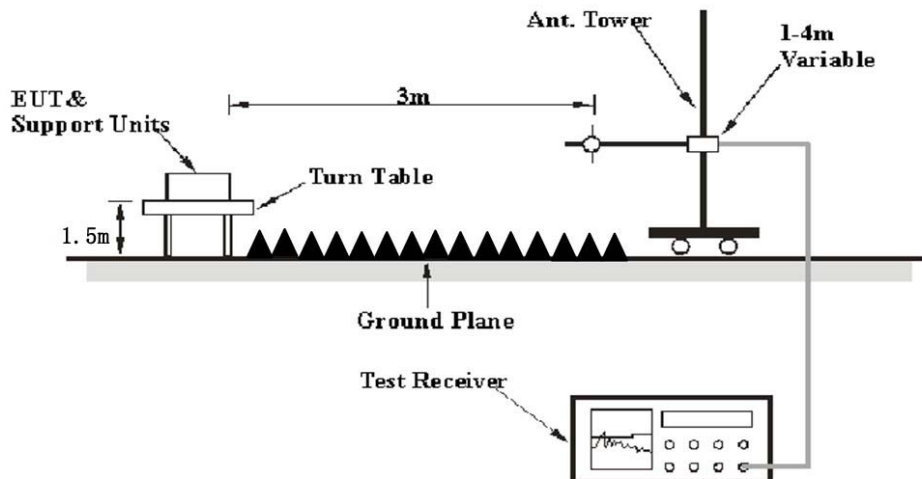 Ant. Tower
1-4m
Variable
EUT &
Support Units
3m
Turn Table
1.5m
Ground Plane
Test Receiver